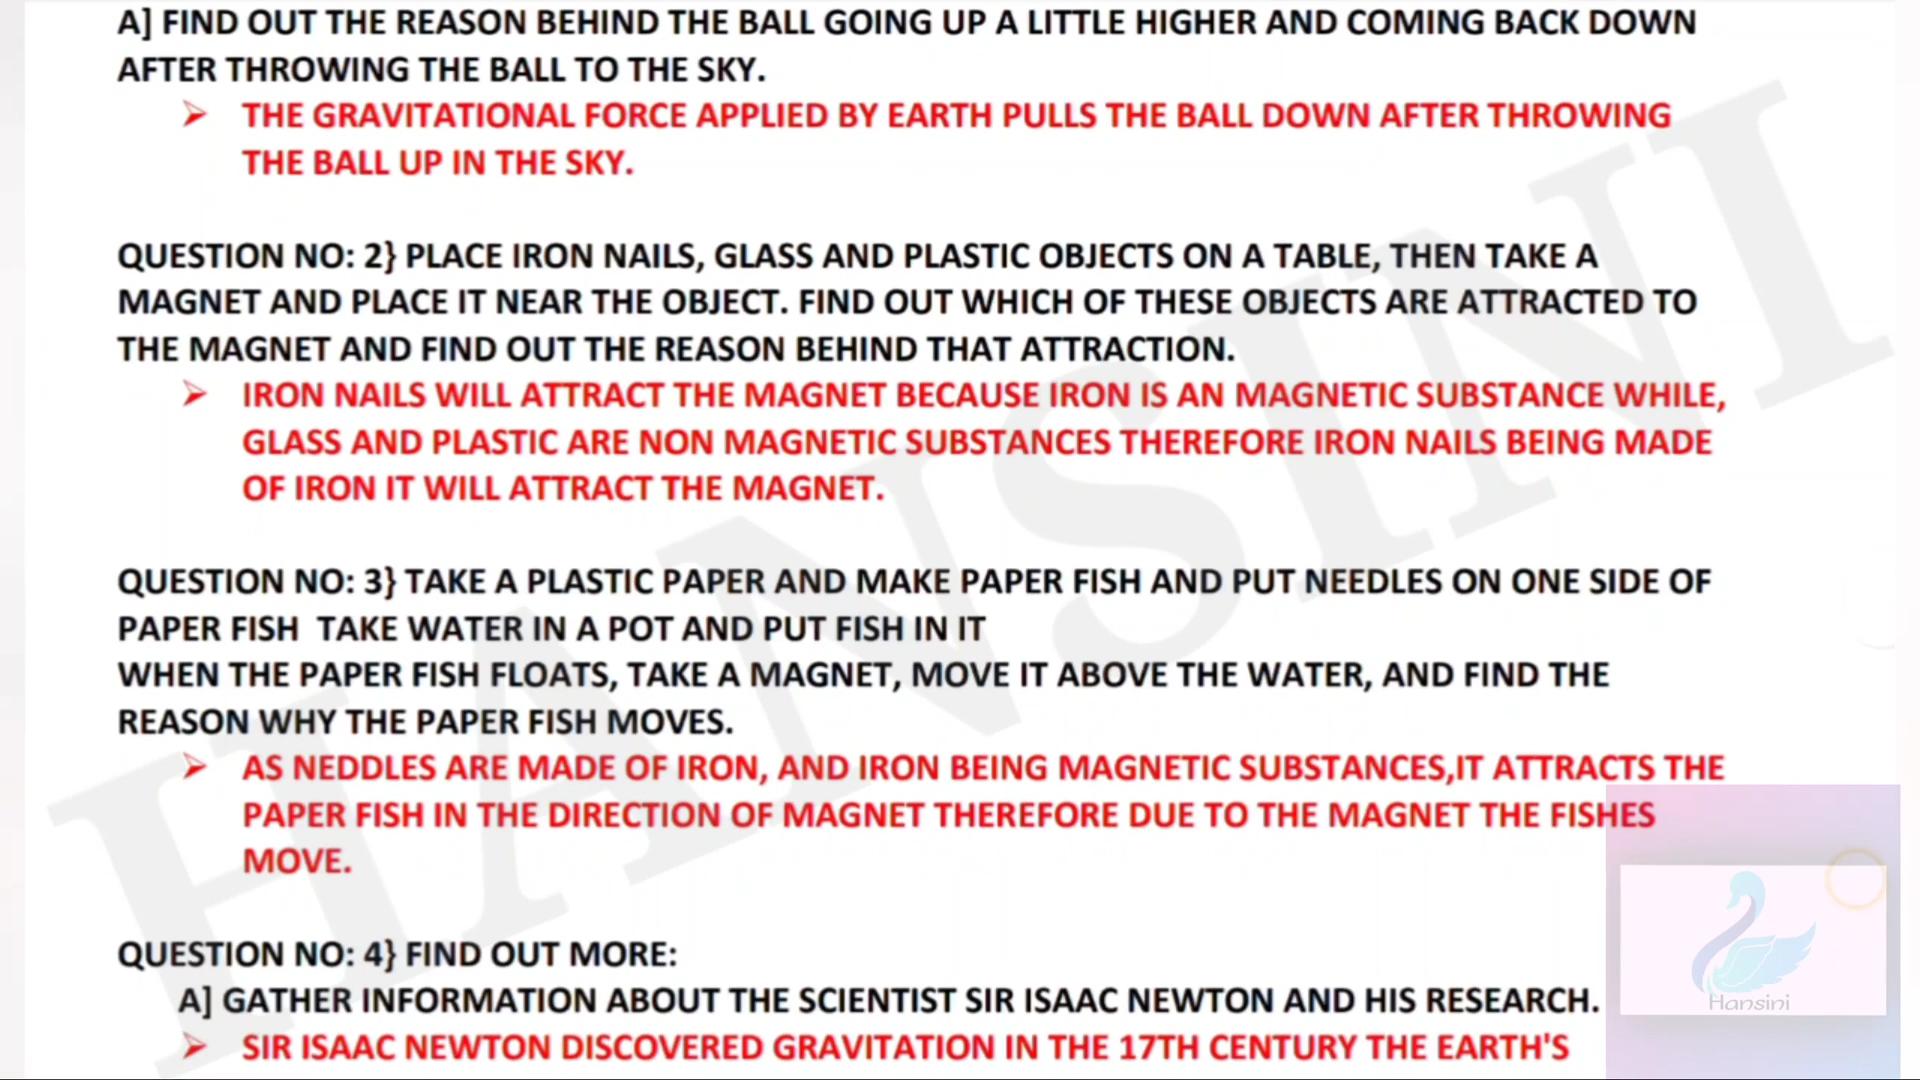 A] FIND OUT THE REASON BEHIND THE BALL GOING UP A LITTLE HIGHER AND COMING BACK DOWN
AFTER THROWING THE BALL TO THE SKY.
➢ THE GRAVITATIONAL FORCE APPLIED BY EARTH PULLS THE BALL DOWN AFTER THROWING
THE BALL UP IN THE SKY.
QUESTION NO: 2} PLACE IRON NAILS, GLASS AND PLASTIC OBJECTS ON A TABLE, THEN TAKE A
MAGNET AND PLACE IT NEAR THE OBJECT. FIND OUT WHICH OF THESE OBJECTS ARE ATTRACTED TO
THE MAGNET AND FIND OUT THE REASON BEHIND THAT ATTRACTION.
➢ IRON NAILS WILL ATTRACT THE MAGNET BECAUSE IRON IS AN MAGNETIC SUBSTANCE WHILE,
GLASS AND PLASTIC ARE NON MAGNETIC SUBSTANCES THEREFORE IRON NAILS BEING MADE
OF IRON IT WILL ATTRACT THE MAGNET.
QUESTION NO: 3} TAKE A PLASTIC PAPER AND MAKE PAPER FISH AND PUT NEEDLES ON ONE SIDE OF
PAPER FISH  TAKE WATER IN A POT AND PUT FISH IN IT
WHEN THE PAPER FISH FLOATS, TAKE A MAGNET, MOVE IT ABOVE THE WATER, AND FIND THE
REASON WHY THE PAPER FISH MOVES.
➢ AS NEDDLES ARE MADE OF IRON, AND IRON BEING MAGNETIC SUBSTANCES,IT ATTRACTS THE
PAPER FISH IN THE DIRECTION OF MAGNET THEREFORE DUE TO THE MAGNET THE FISHES
MOVE.
QUESTION NO: 4} FIND OUT MORE:
A] GATHER INFORMATION ABOUT THE SCIENTIST SIR ISAAC NEWTON AND HIS RESEARCH.
➢ SIR ISAAC NEWTON DISCOVERED GRAVITATION IN THE 17TH CENTURY THE EARTH'S
HANSINI
Hansini